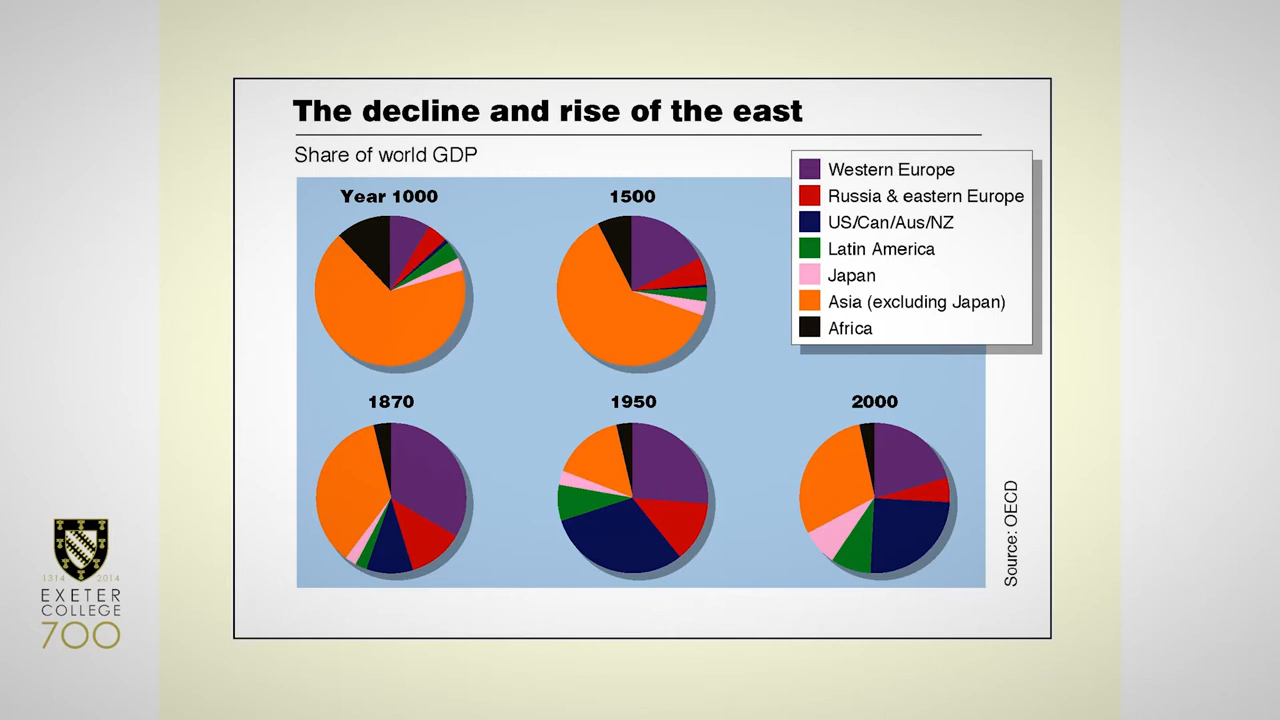 The decline and rise of the east
Share of world GDP
Western Europe
Russia & eastern Europe
US/Can/Aus/NZ
Latin America
Japan
Asia (excluding Japan)
Africa
Year 1000
1500
1870
1950
2000
Source: OECD
1314 2014
EXETER
COLLEGE
700